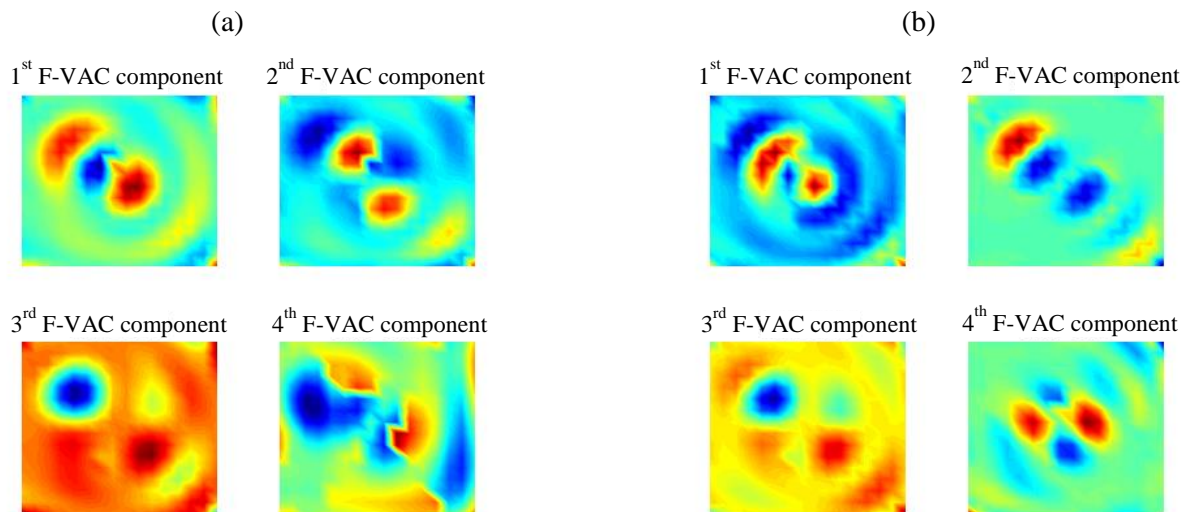 (a) (b)
1st F-VAC component 2nd F-VAC component 1st F-VAC component 2nd F-VAC component
3rd F-VAC component 4th F-VAC component 3rd F-VAC component 4th F-VAC component